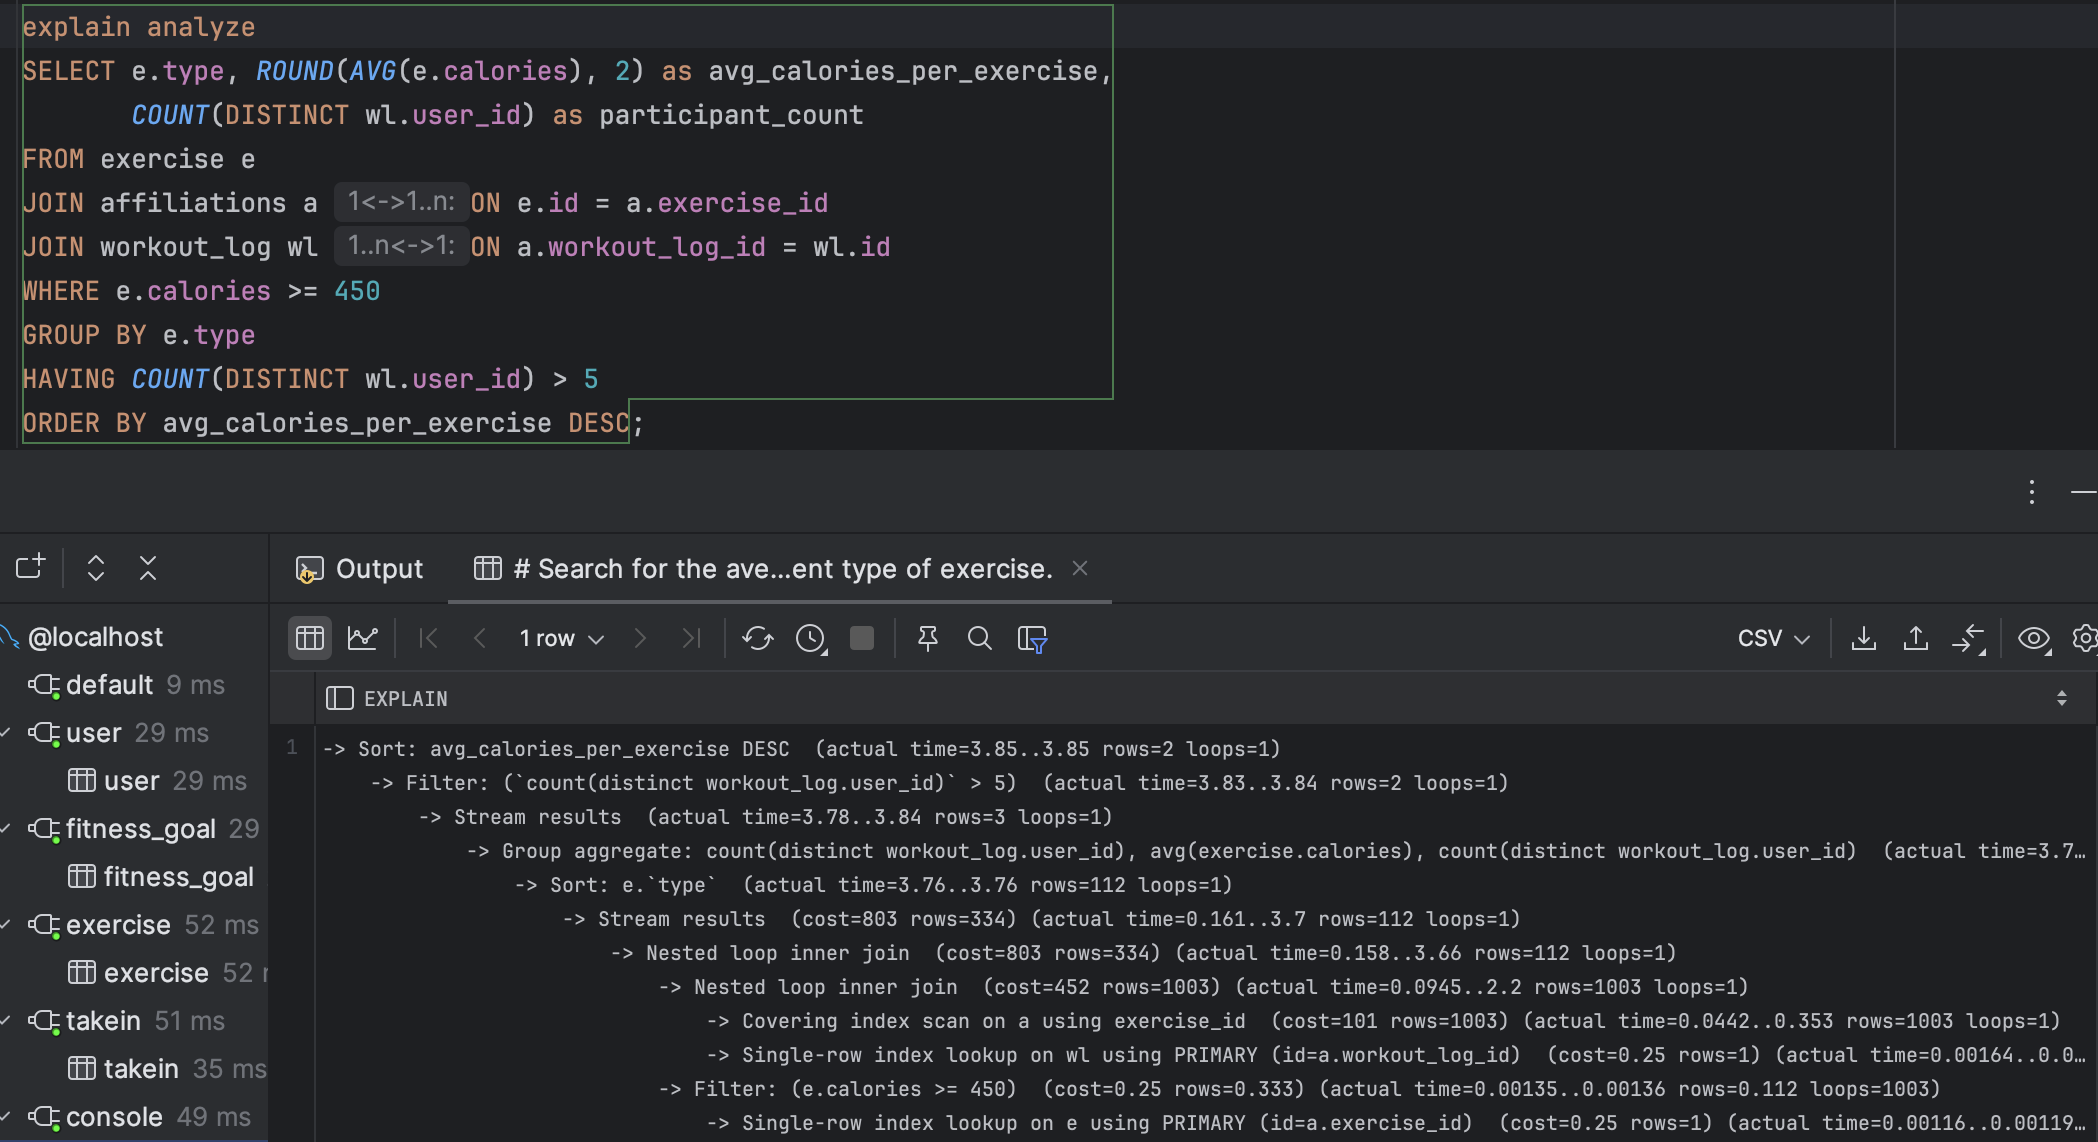 explain analyze
SELECT e.type, ROUND(AVG(e.calories), 2) as avg_calories_per_exercise,
COUNT(DISTINCT wl.user_id) as participant_count
FROM exercise e
JOIN affiliations a 1<->1..n: ON e.id = a.exercise_id
JOIN workout_log wl 1..n<->1: ON a.workout_log_id = wl.id
WHERE e.calories >= 450
GROUP BY e.type
HAVING COUNT(DISTINCT wl.user_id) > 5
ORDER BY avg_calories_per_exercise DESC;
Output
# Search for the ave...ent type of exercise.
@localhost
default 9 ms
user 29 ms
user 29 ms
fitness_goal 29
fitness_goal
exercise 52 ms
exercise 52
takein 51 ms
takein 35 ms
console 49 ms
1 row
CSV
EXPLAIN
1
-> Sort: avg_calories_per_exercise DESC (actual time=3.85..3.85 rows=2 loops=1)
-> Filter: (`count(distinct workout_log.user_id)` > 5) (actual time=3.83..3.84 rows=2 loops=1)
-> Stream results (actual time=3.78..3.84 rows=3 loops=1)
-> Group aggregate: count(distinct workout_log.user_id), avg(exercise.calories), count(distinct workout_log.user_id) (actual time=3.7…
-> Sort: e.`type` (actual time=3.76..3.76 rows=112 loops=1)
-> Stream results (cost=803 rows=334) (actual time=0.161..3.7 rows=112 loops=1)
-> Nested loop inner join (cost=803 rows=334) (actual time=0.158..3.66 rows=112 loops=1)
-> Nested loop inner join (cost=452 rows=1003) (actual time=0.0945..2.2 rows=1003 loops=1)
-> Covering index scan on a using exercise_id (cost=101 rows=1003) (actual time=0.0442..0.353 rows=1003 loops=1)
-> Single-row index lookup on wl using PRIMARY (id=a.workout_log_id) (cost=0.25 rows=1) (actual time=0.00164..0.0…
-> Filter: (e.calories >= 450) (cost=0.25 rows=0.333) (actual time=0.00135..0.00136 rows=0.112 loops=1003)
-> Single-row index lookup on e using PRIMARY (id=a.exercise_id) (cost=0.25 rows=1) (actual time=0.00116..0.00119…